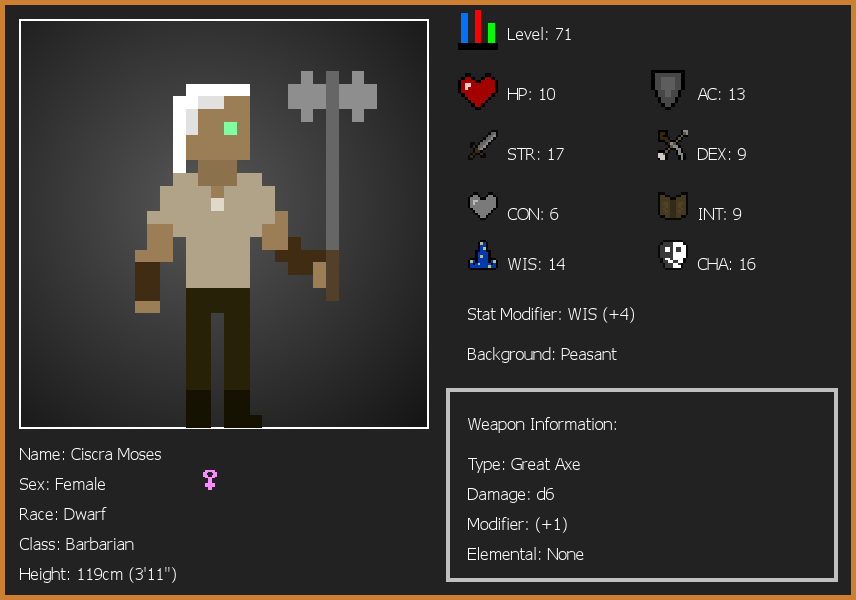 Level: 71
HP: 10
AC: 13
STR: 17
DEX: 9
CON: 6
INT: 9
WIS: 14
CHA: 16
Stat Modifier: WIS (+4)
Background: Peasant
Weapon Information:
Type: Great Axe
Damage: d6
Modifier: (+1)
Elemental: None
Name: Ciscra Moses
Sex: Female
Race: Dwarf
Class: Barbarian
Height: 119cm (3'11")